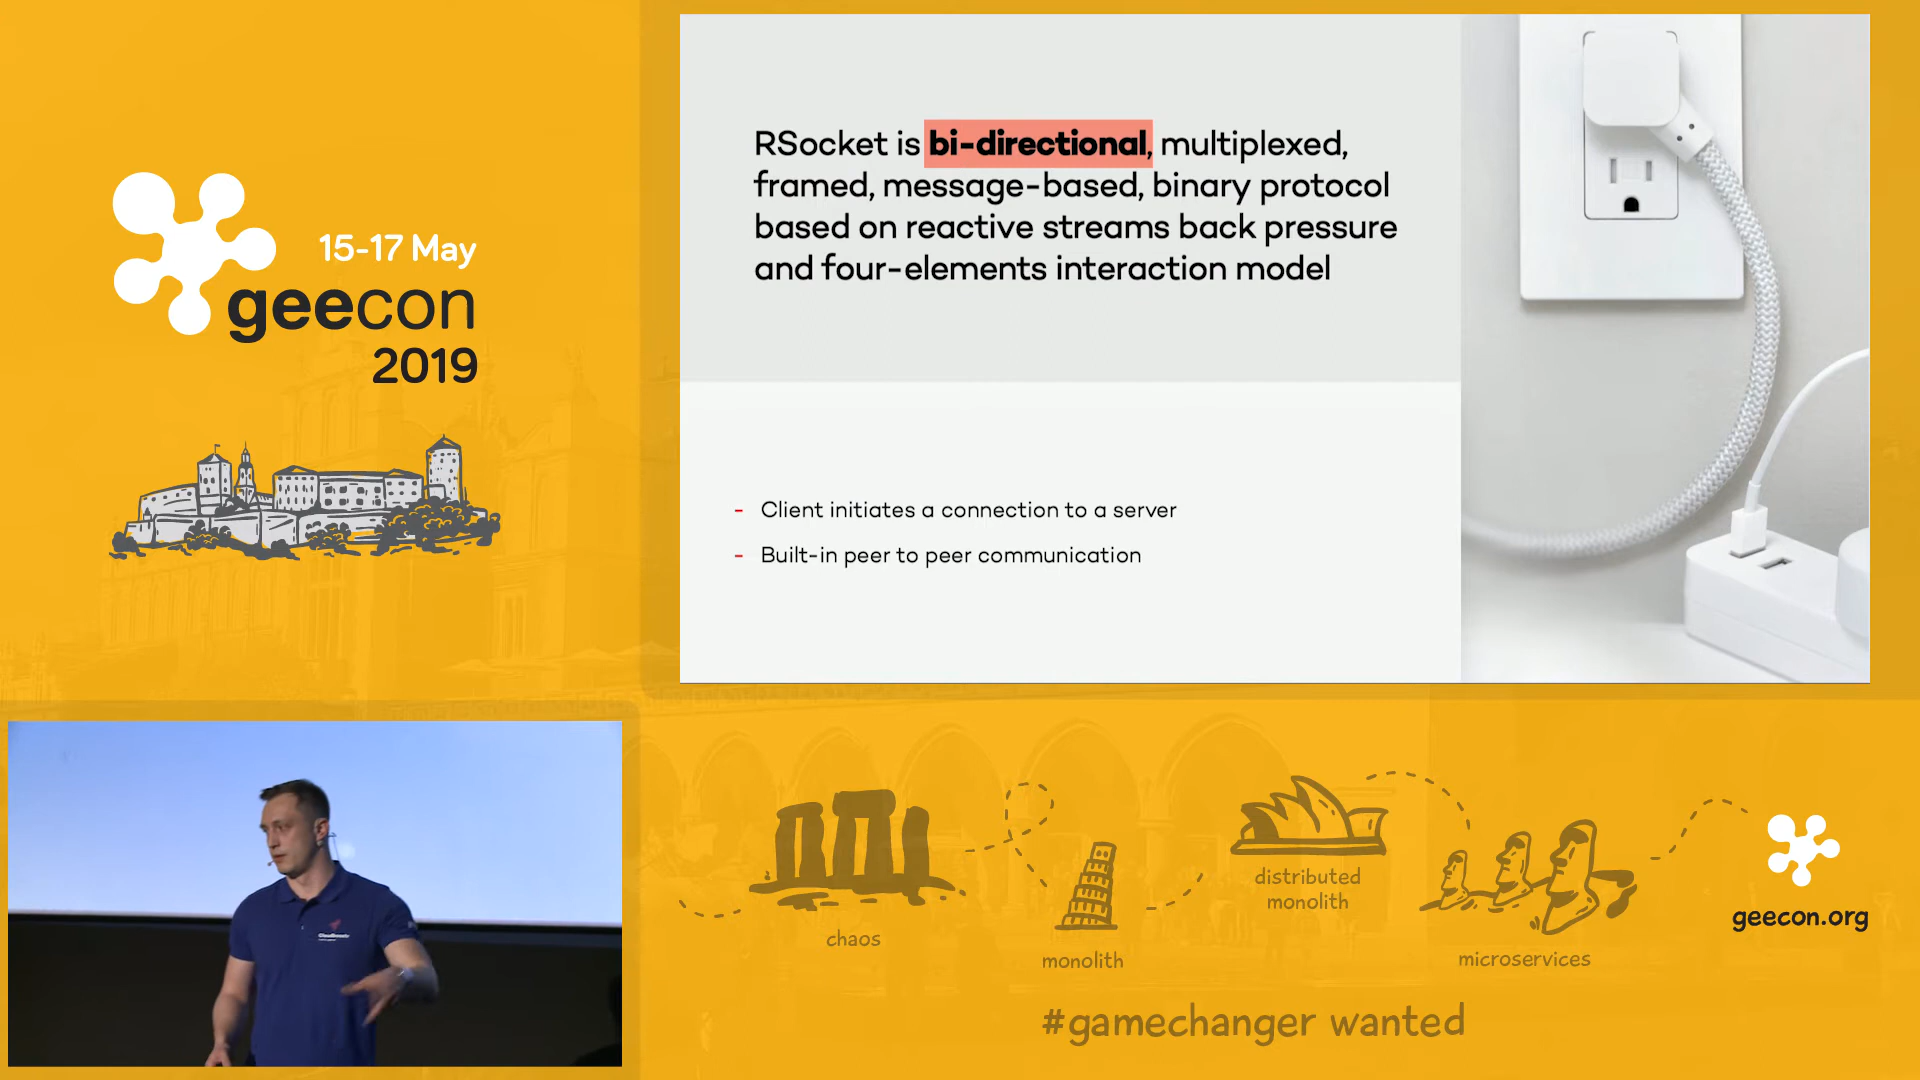 15-17 May
geecon
2019
RSocket is bi-directional, multiplexed,
framed, message-based, binary protocol
based on reactive streams back pressure
and four-elements interaction model
- Client initiates a connection to a server
- Built-in peer to peer communication
chaos
monolith
distributed
monolith
microservices
geecon.org
#gamechanger wanted